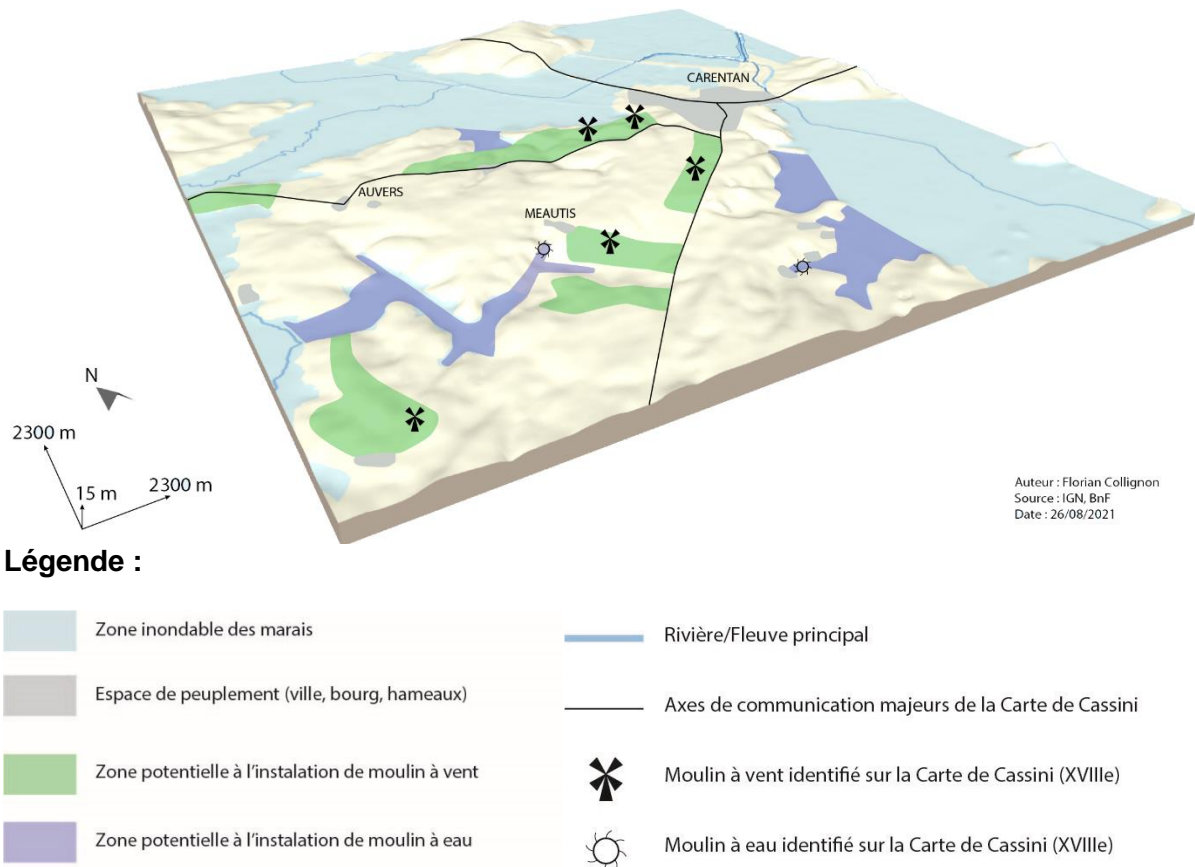 CARENTAN
AUVERS
MEAUTIS
N
2300 m
15 m
2300 m
Auteur : Florian Collignon
Source : IGN, BnF
Date : 26/08/2021
Légende :
Zone inondable des marais
Espace de peuplement (ville, bourg, hameaux)
Zone potentielle à l'instalation de moulin à vent
Zone potentielle à l'instalation de moulin à eau
Rivière/Fleuve principal
Axes de communication majeurs de la Carte de Cassini
Moulin à vent identifié sur la Carte de Cassini (XVIIIe)
Moulin à eau identifié sur la Carte de Cassini (XVIIIe)